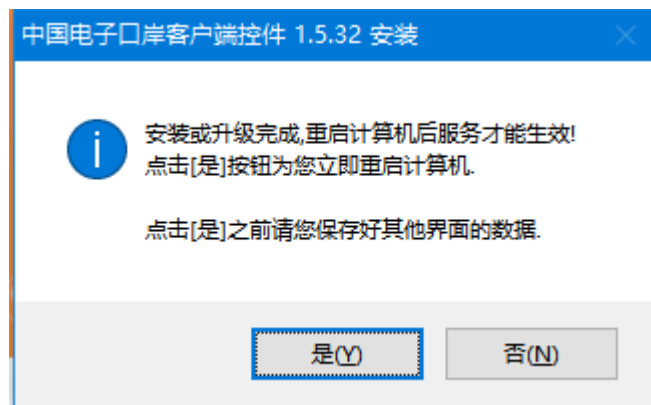 中国电子口岸客户端控件 1.5.32 安装
安装或升级完成,重启计算机后服务才能生效!
点击[是]按钮为您立即重启计算机.
点击[是]之前请您保存好其他界面的数据.
是(Y)
否(N)